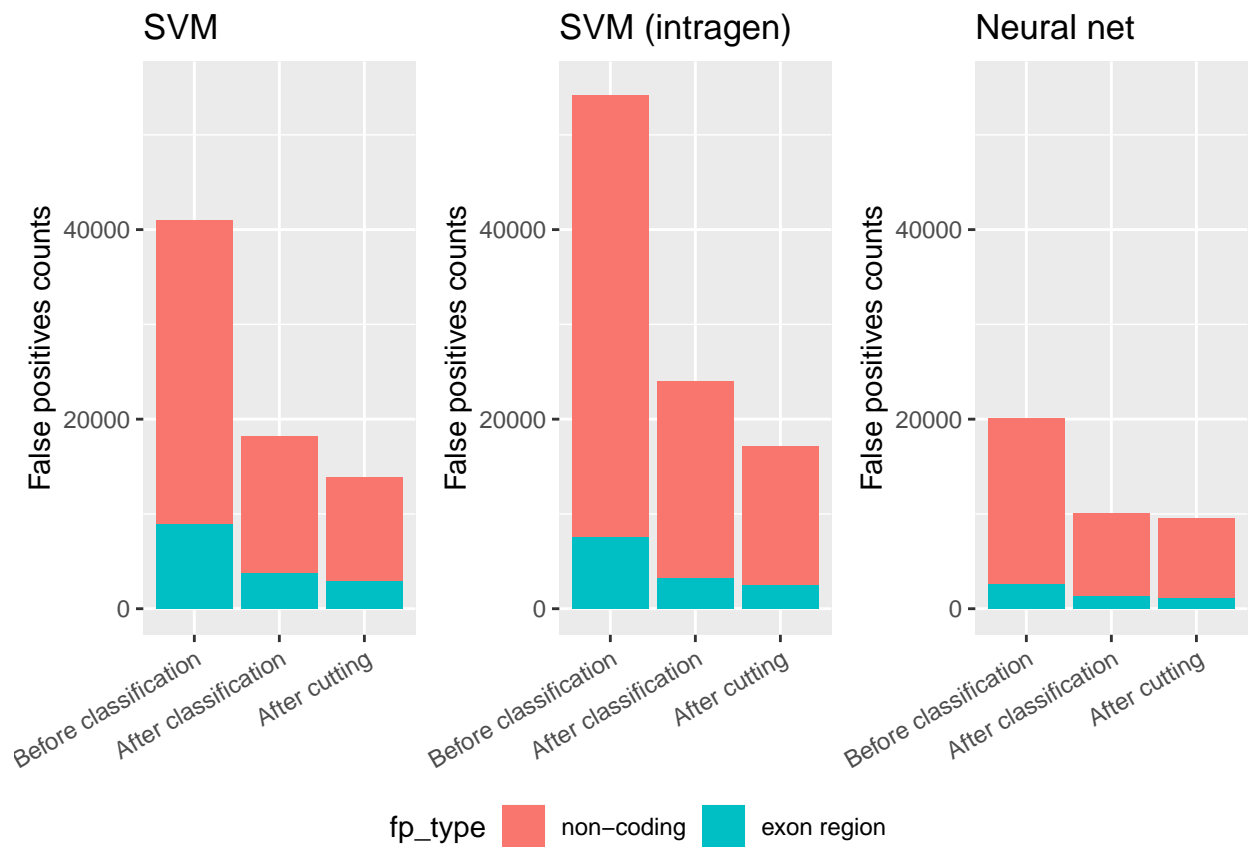 SVM
SVM (intragen)
Neural net
False positives counts
40000
20000
0
Before classification
After classification
After cutting
False positives counts
40000
20000
0
Before classification
After classification
After cutting
False positives counts
40000
20000
0
Before classification
After classification
After cutting
fp_type non−coding exon region